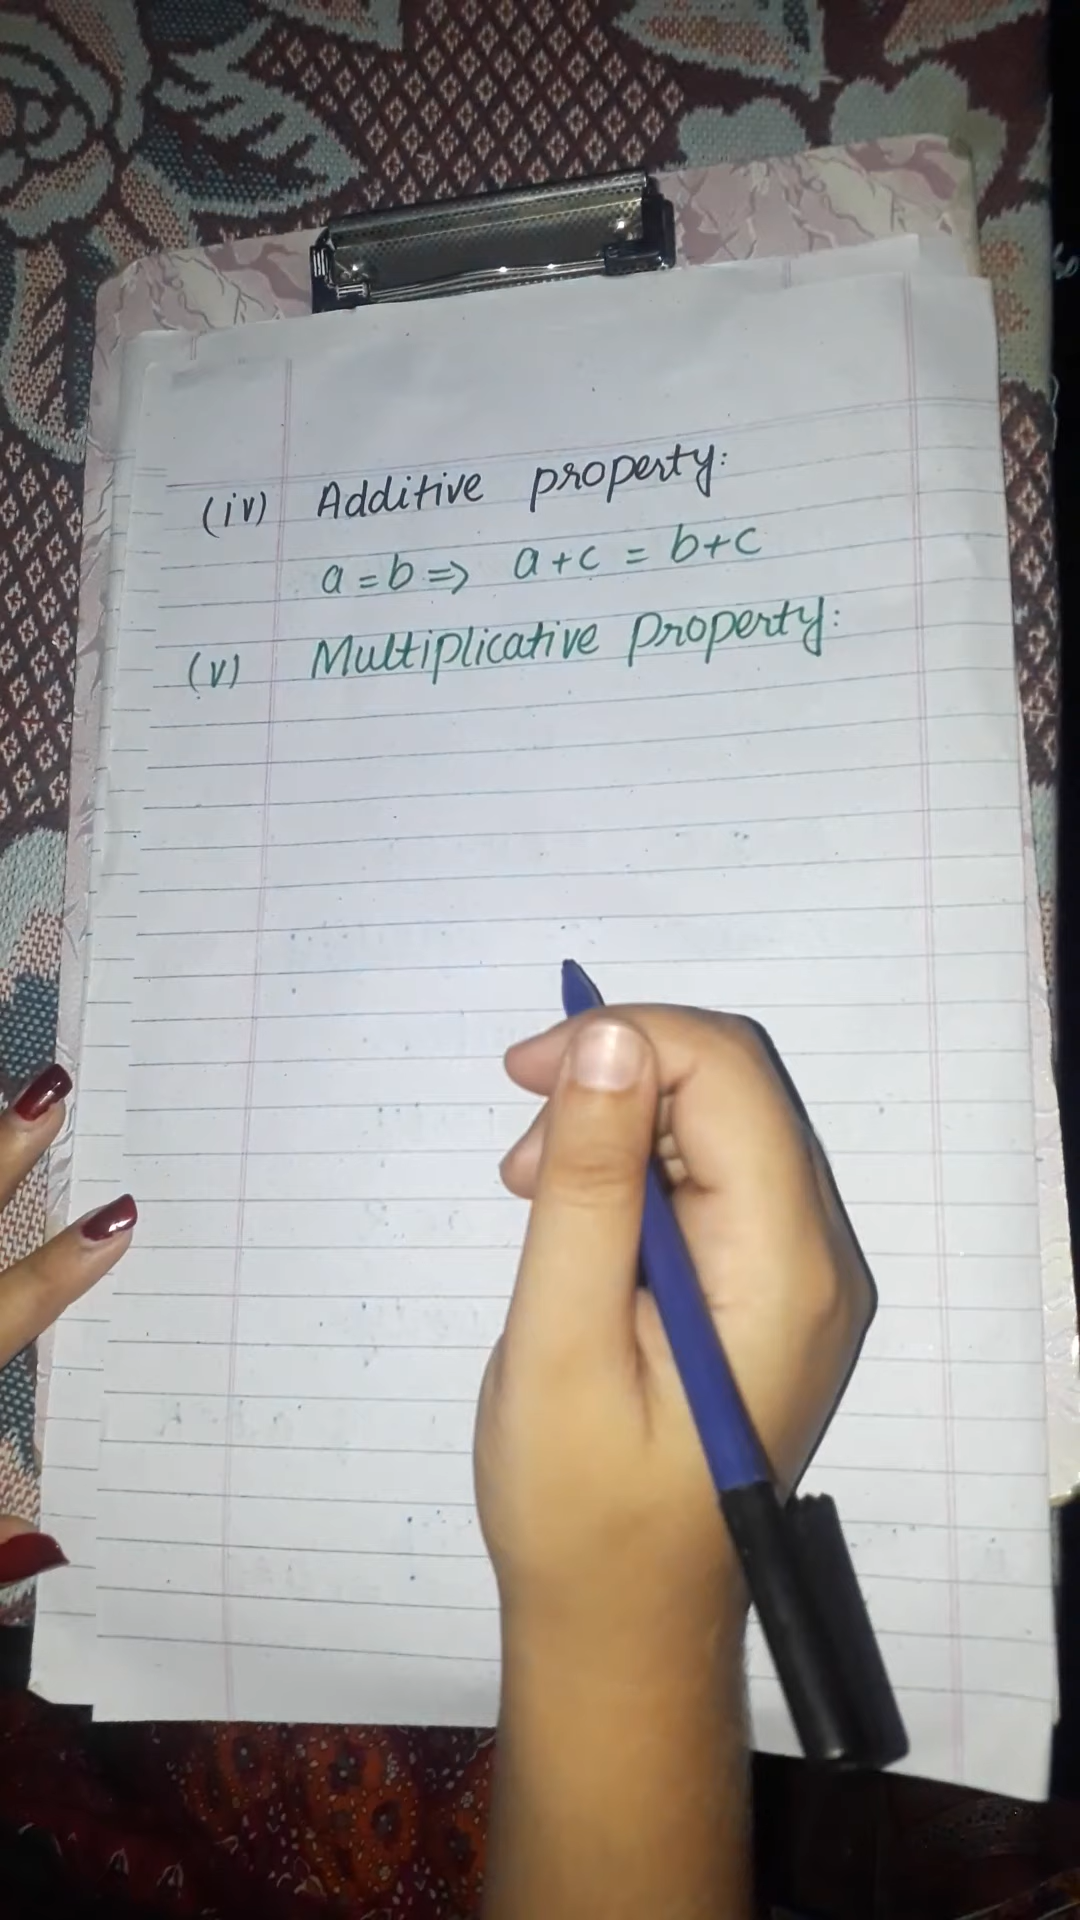 (iv) Additive property:
a = b => a + c = b + c
(v) Multiplicative Property: